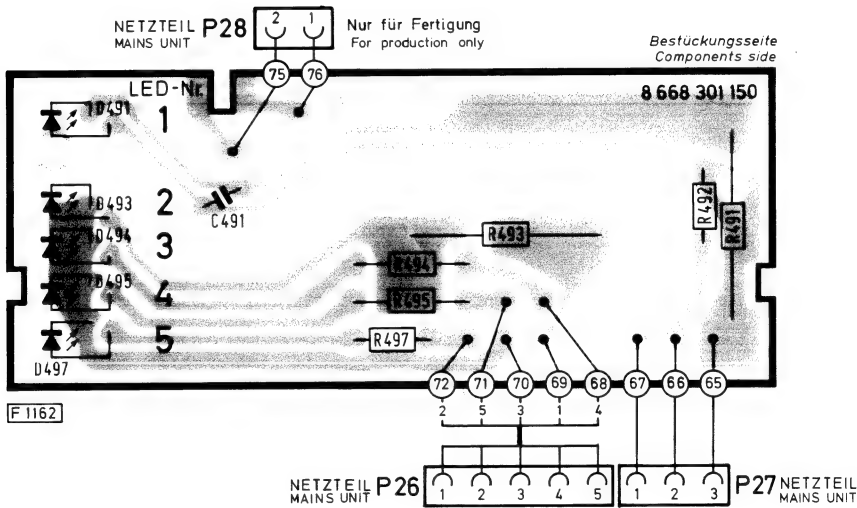 NETZTEIL P28
MAINS UNIT
2 1
Nur für Fertigung
For production only
Bestückungsseite
Components side
75 76
LED-Nr.
8 668 301 150
D491 1
D493 2
C491
D494 3
D495 4
D497 5
R492
R491
R493
R494
R495
R497
72 71 70 69 68 67 66 65
2 5 3 1 4
F 1162
NETZTEIL P26
MAINS UNIT
1 2 3 4 5
1 2 3
P27 NETZTEIL
MAINS UNIT